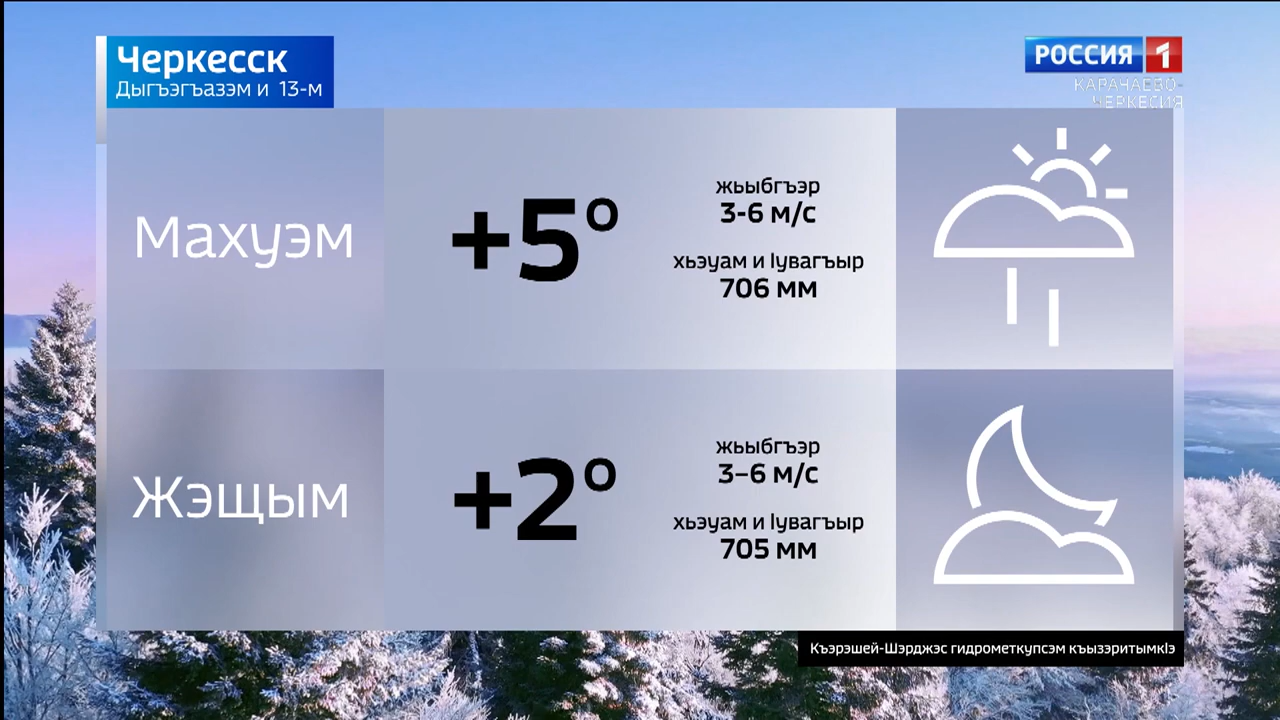 Черкесск
Дыгъэгъазэм и 13-м
РОССИЯ 1
КАРАЧАЕВО-
ЧЕРКЕСИЯ
Махуэм
+5°
жьыбгъэр
3-6 м/с
хьэуам и Iувагъыр
706 мм
Жэщым
+2°
жьыбгъэр
3–6 м/с
хьэуам и Iувагъыр
705 мм
Къэрэшей-Шэрджэс гидрометкупсэм къызэритымкIэ